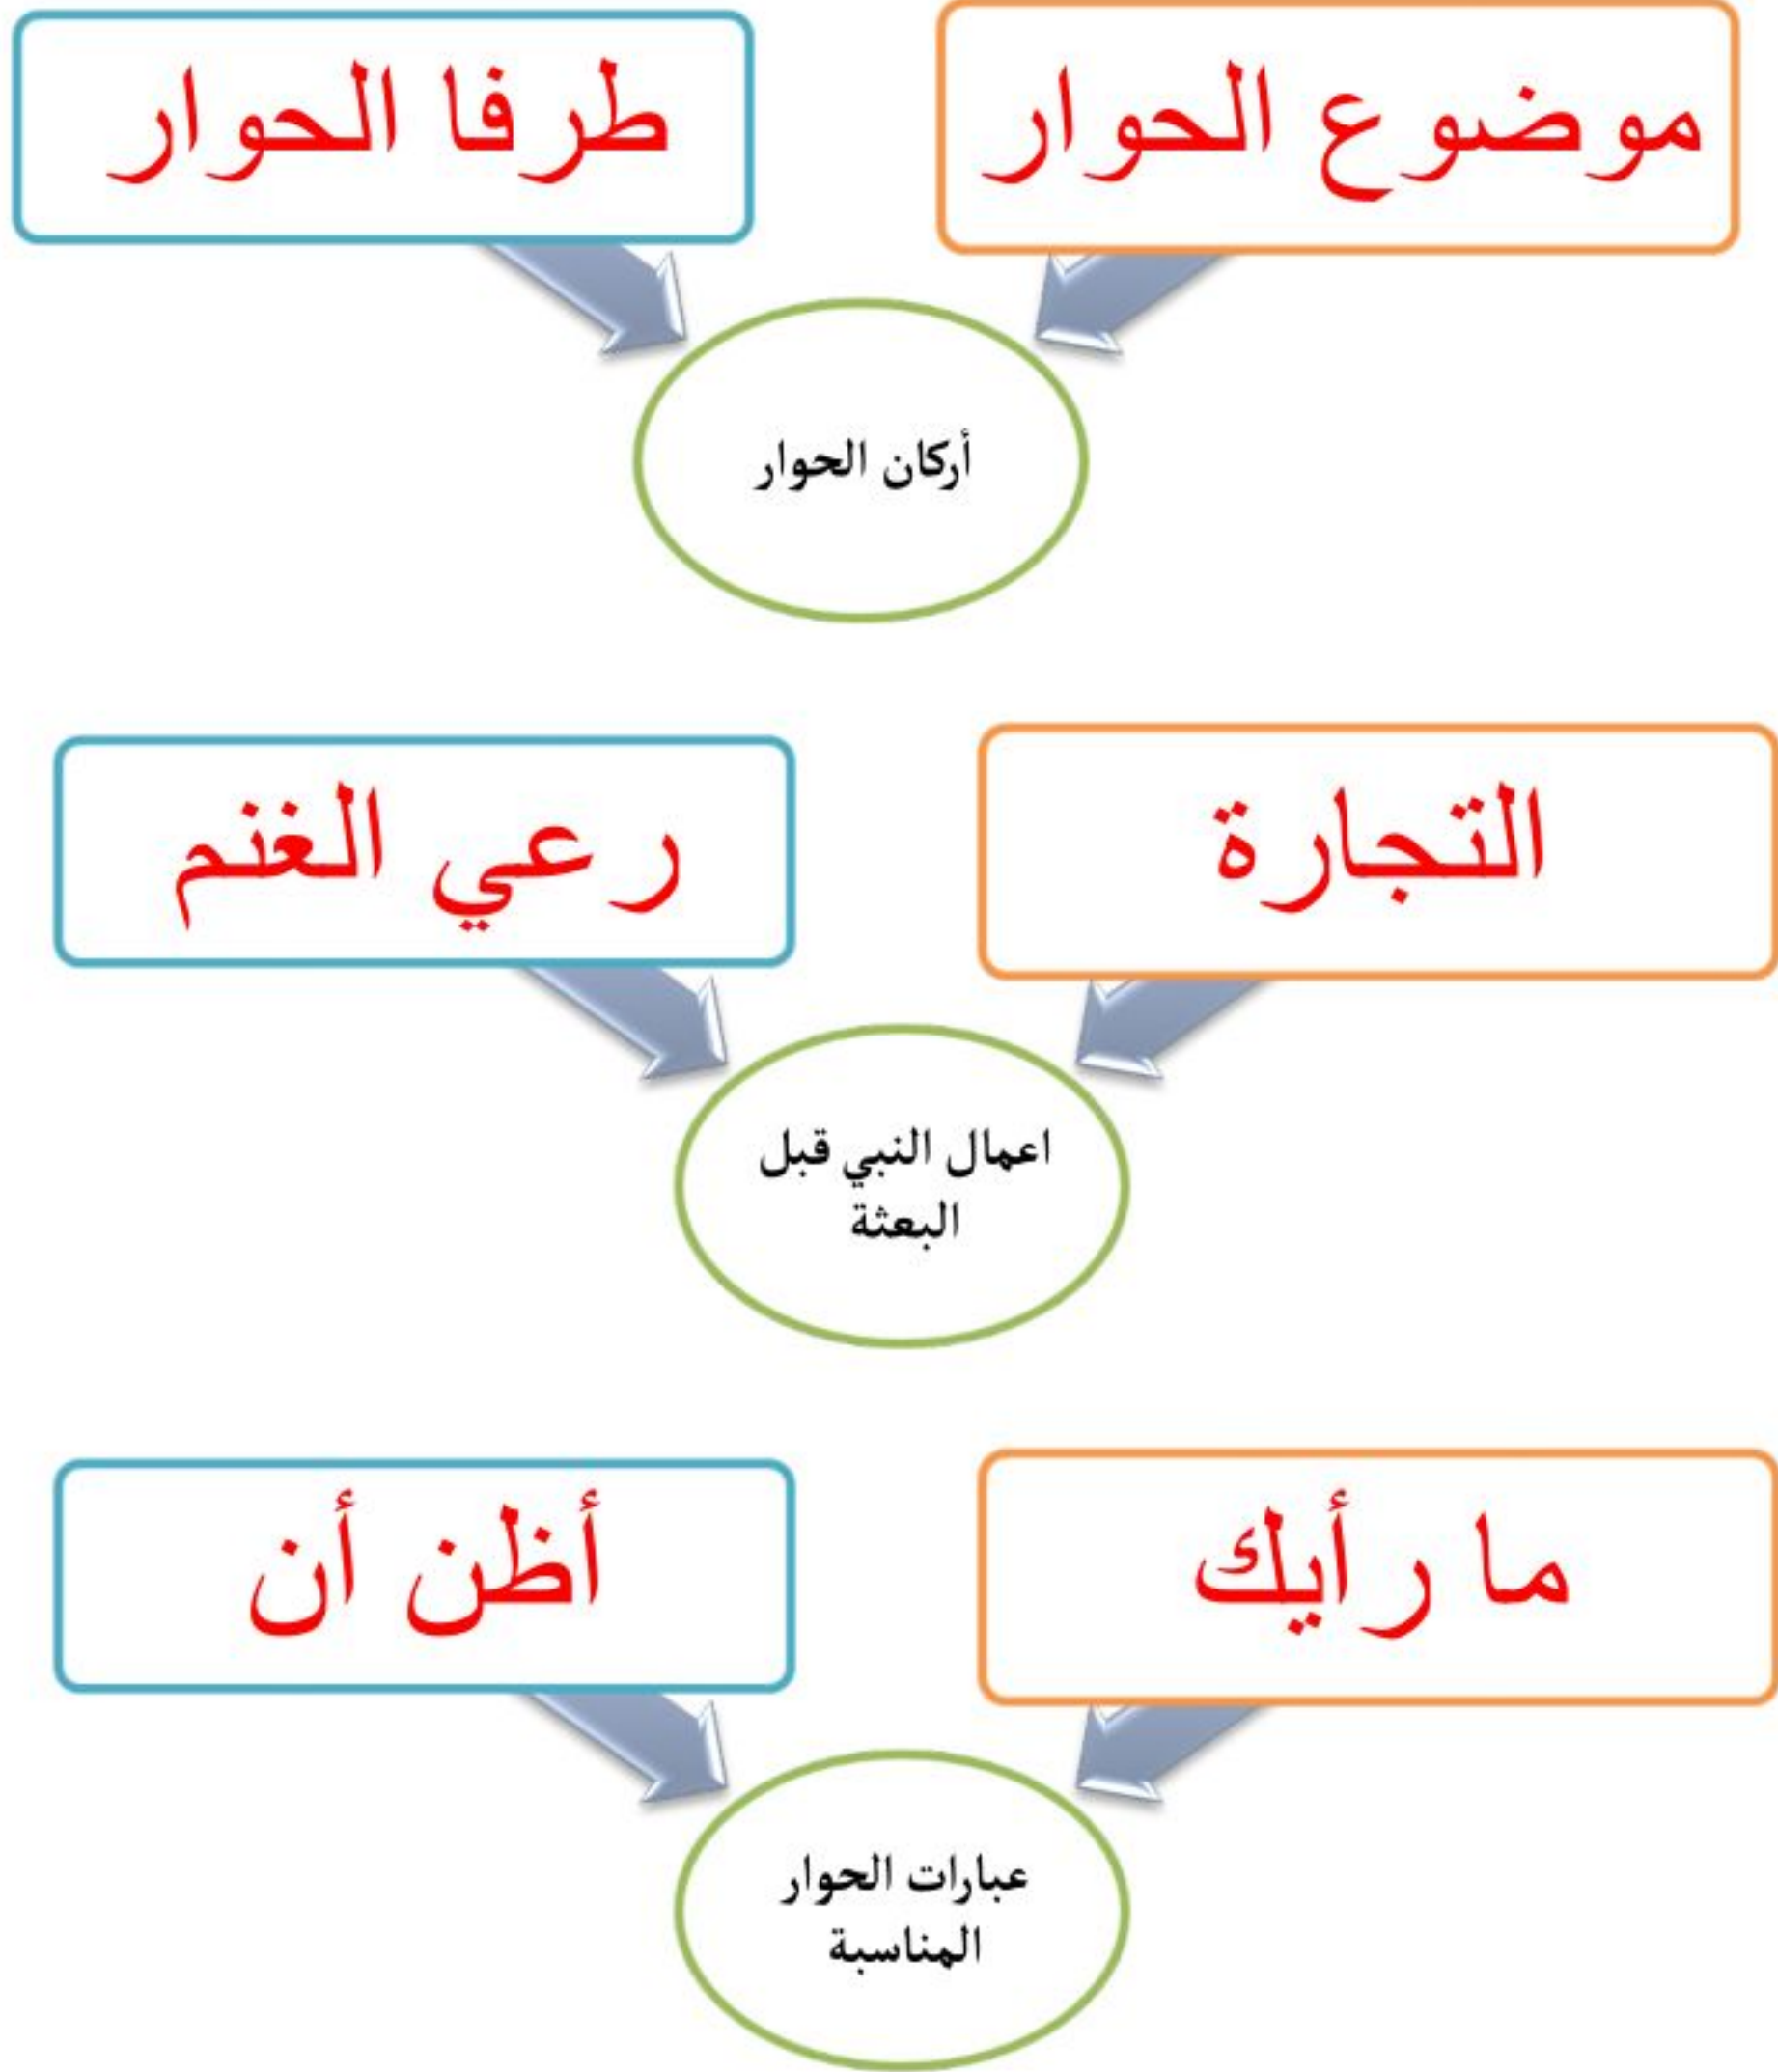 موضوع الحوار
طرفا الحوار
أركان الحوار
التجارة
رعي الغنم
اعمال النبي قبل
البعثة
ما رأيك
أظن أن
عبارات الحوار
المناسبة